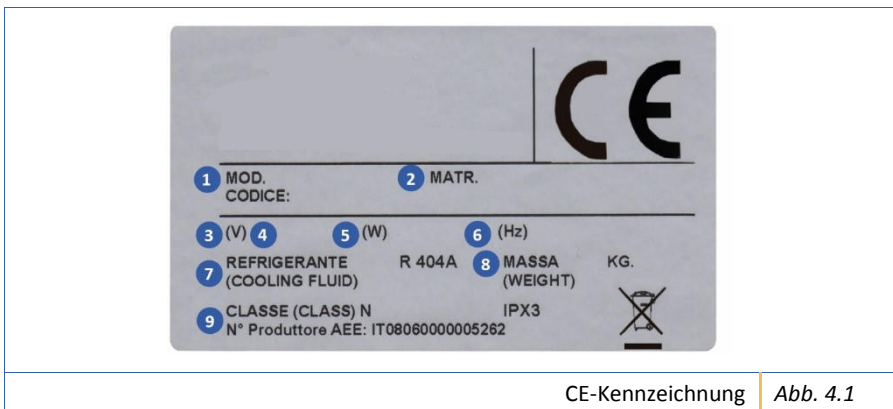 CE
1 MOD. 2 MATR.
CODICE:
3 (V) 4 5 (W) 6 (Hz)
7 REFRIGERANTE R 404A 8 MASSA KG.
(COOLING FLUID) (WEIGHT)
9 CLASSE (CLASS) N IPX3
N° Produttore AEE: IT08060000005262
CE-Kennzeichnung Abb. 4.1